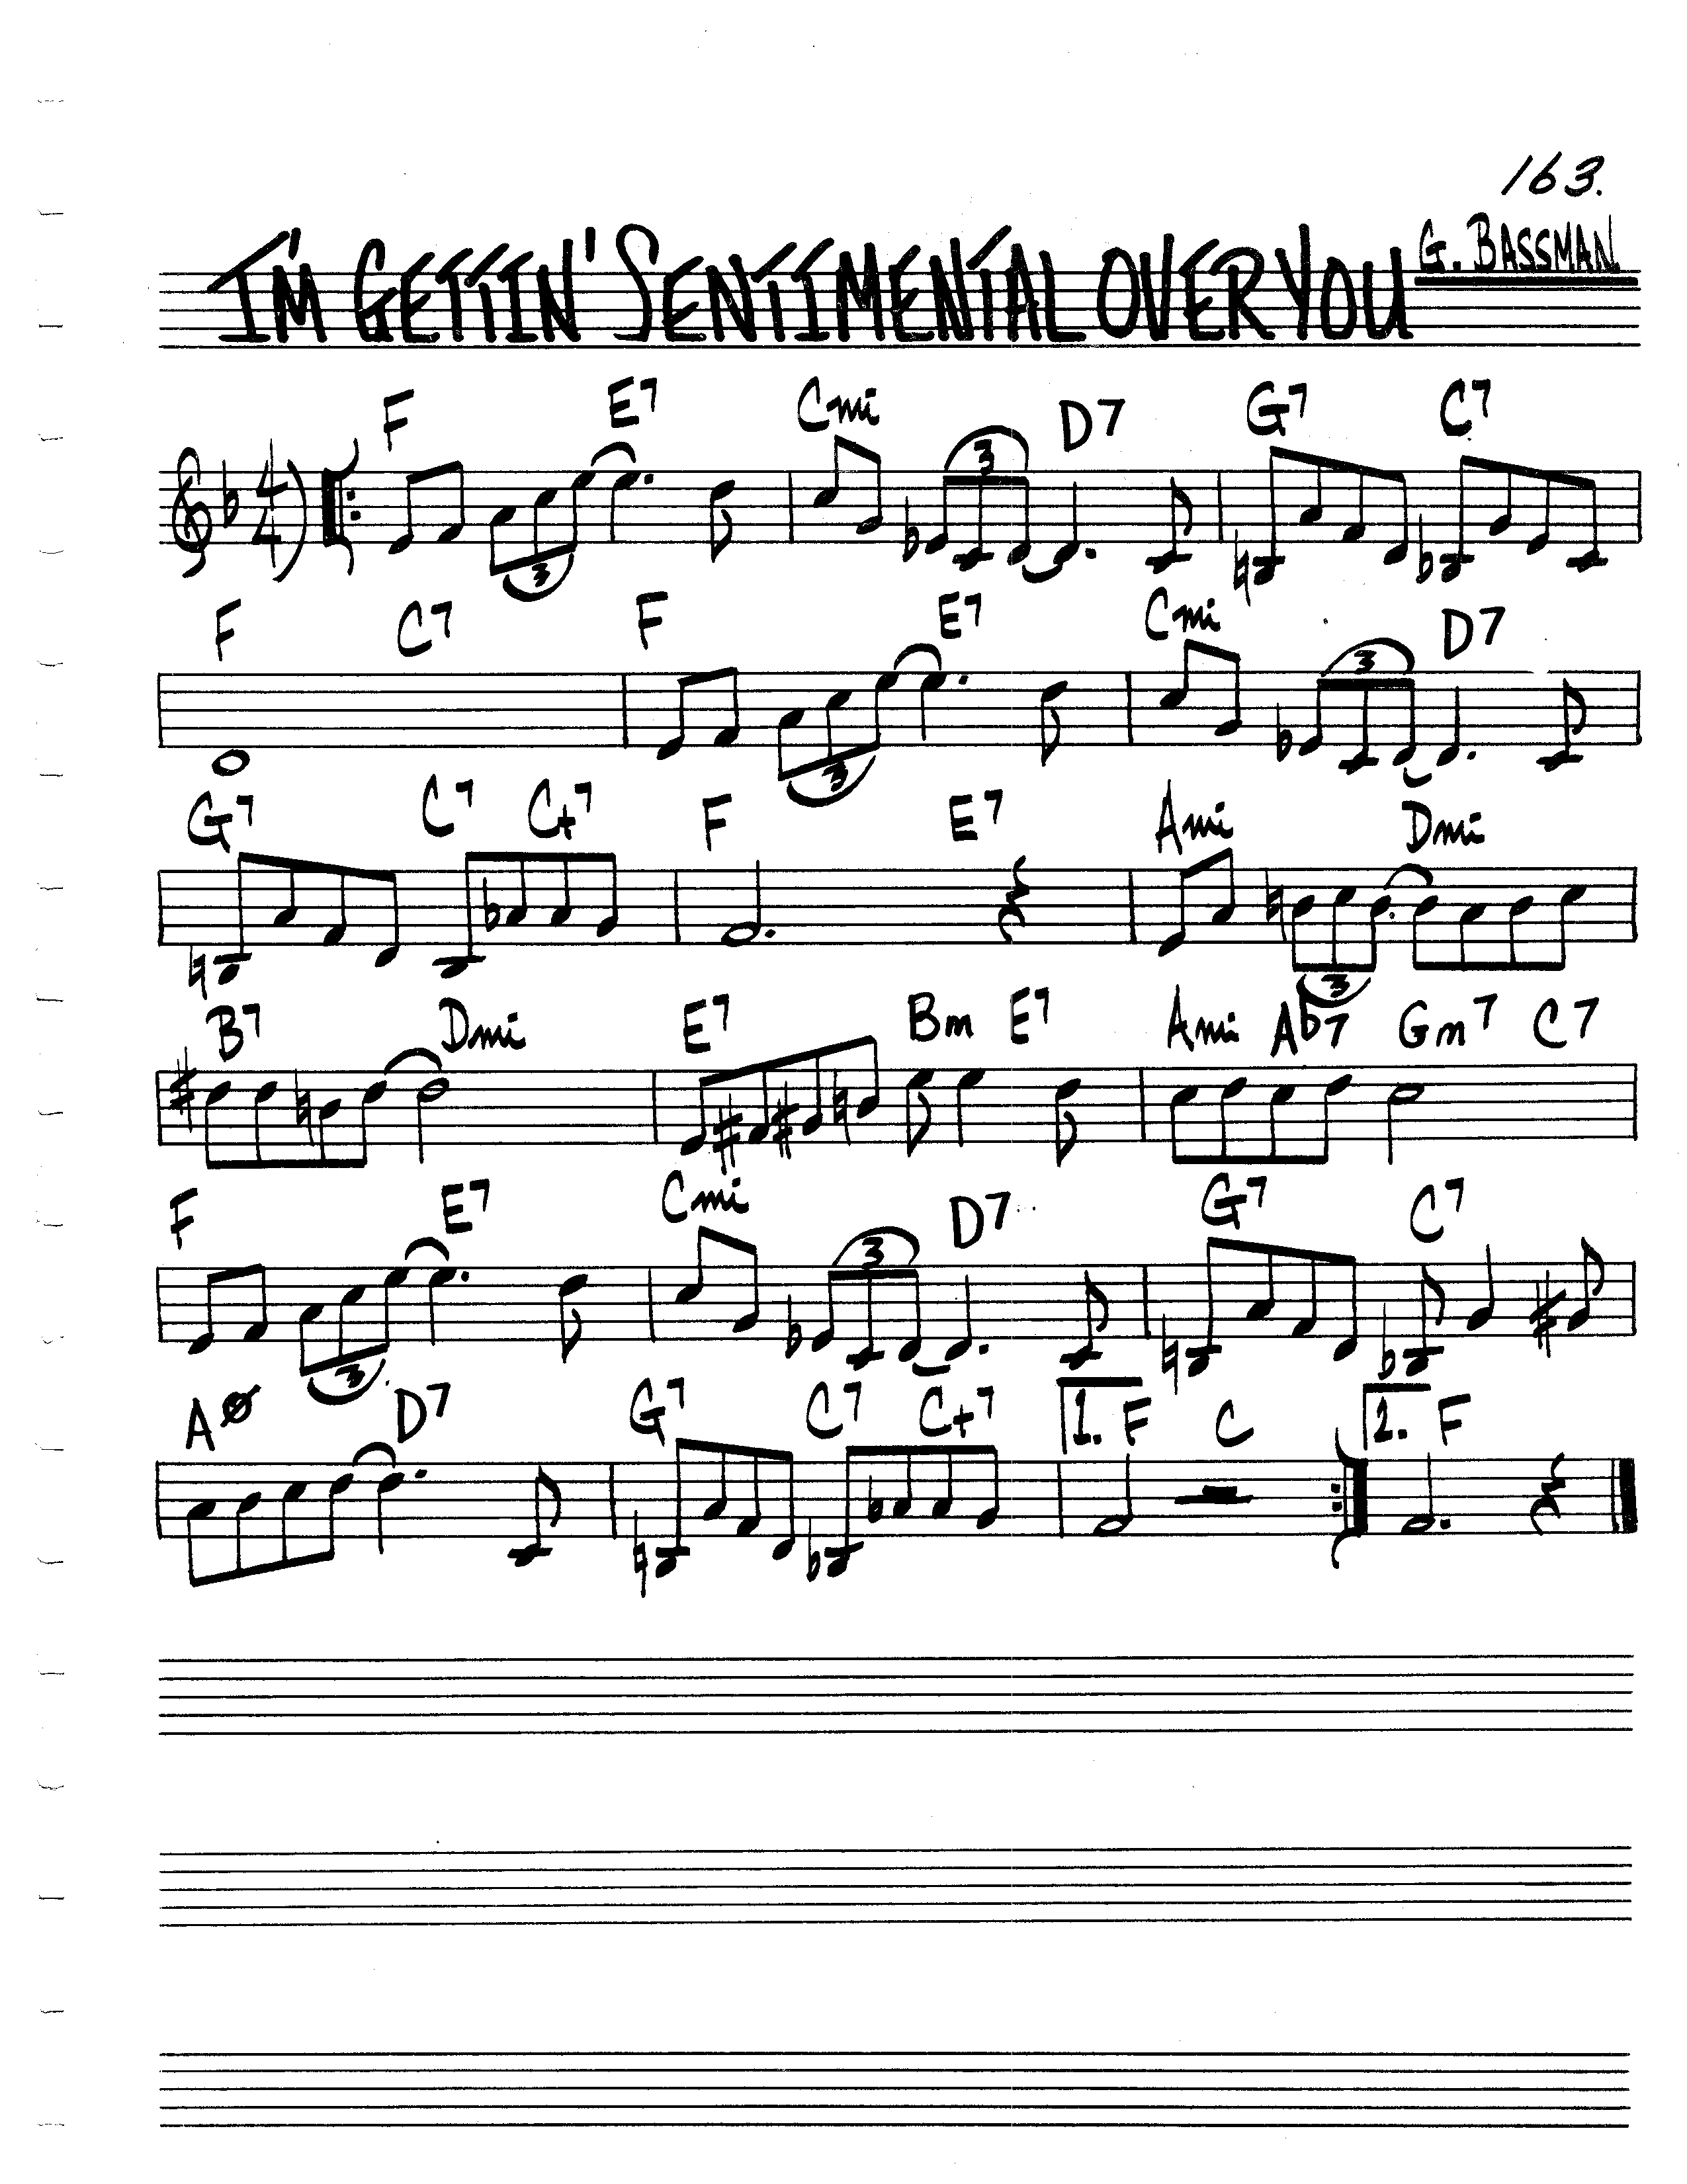 163.
I'M GETTIN' SENTIMENTAL OVER YOU G. BASSMAN
F E7 Cmi D7 G7 C7
4 4
3 3
F C7 F E7 Cmi D7
3 3
G7 C7 C+7 F E7 Ami Dmi
3
B7 Dmi E7 Bm E7 Ami Ab7 Gm7 C7
F E7 Cmi D7 G7 C7
3 3
Aø D7 G7 C7 C+7 1. F C 2. F